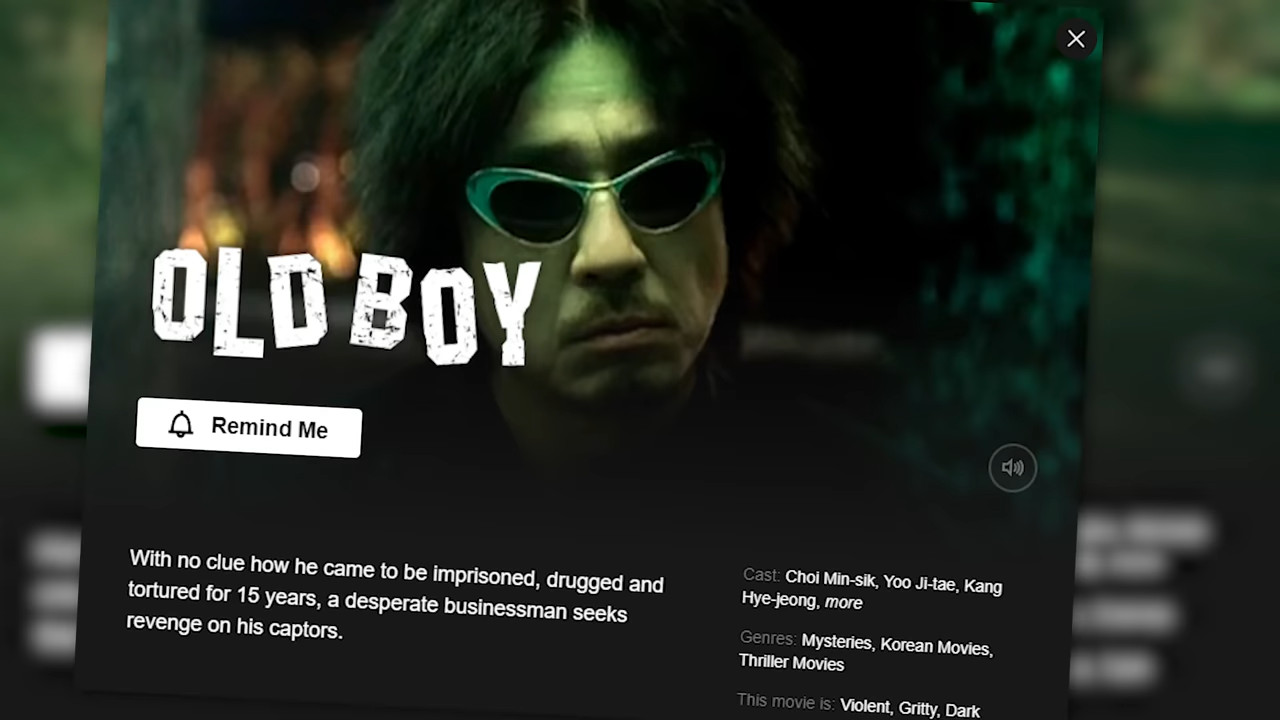 OLD BOY
Remind Me
With no clue how he came to be imprisoned, drugged and
tortured for 15 years, a desperate businessman seeks
revenge on his captors.
Cast: Choi Min-sik, Yoo Ji-tae, Kang
Hye-jeong, more
Genres: Mysteries, Korean Movies,
Thriller Movies
This movie is: Violent, Gritty, Dark